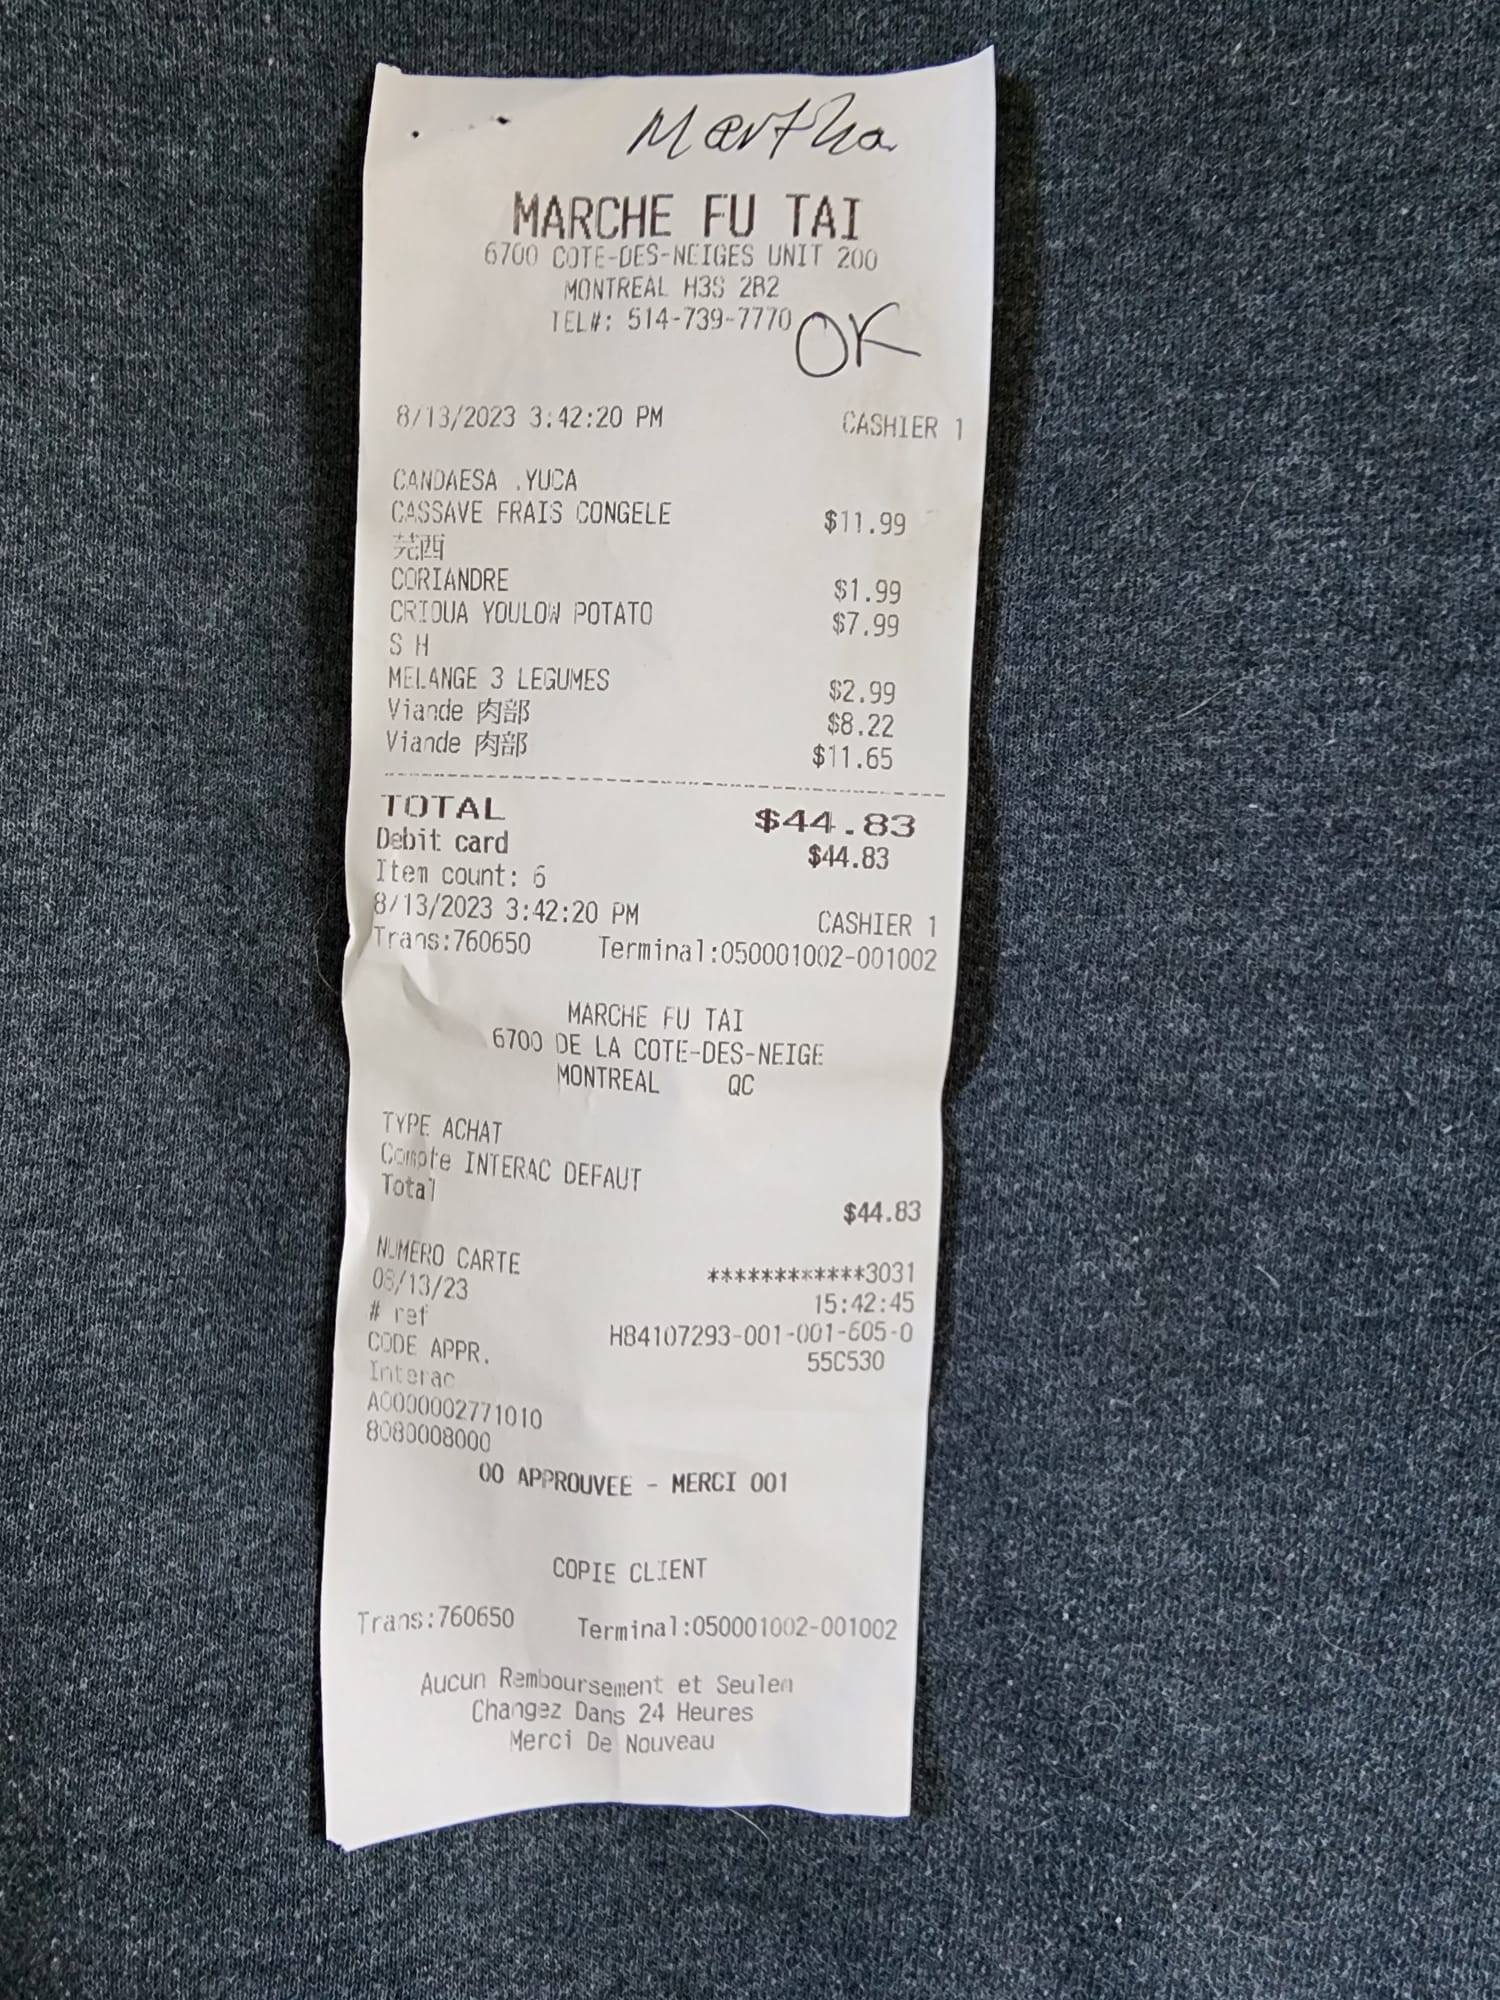 Martha
MARCHE FU TAI
6700 COTE-DES-NEIGES UNIT 200
MONTREAL H3S 2B2
TEL#: 514-739-7770
OK
8/13/2023 3:42:20 PM CASHIER 1
CANDAESA .YUCA
CASSAVE FRAIS CONGELE $11.99
芫西
CORIANDRE $1.99
CRIOUA YOULOW POTATO $7.99
S H
MELANGE 3 LEGUMES $2.99
Viande 肉部 $8.22
Viande 肉部 $11.65
TOTAL $44.83
Debit card $44.83
Item count: 6
8/13/2023 3:42:20 PM CASHIER 1
Trans:760650 Terminal:050001002-001002
MARCHE FU TAI
6700 DE LA COTE-DES-NEIGE
MONTREAL QC
TYPE ACHAT
Compte INTERAC DEFAUT
Total $44.83
NUMERO CARTE ************3031
08/13/23 15:42:45
# ref H84107293-001-001-605-0
CODE APPR. 55C530
Interac
A0000002771010
8080008000
00 APPROUVEE - MERCI 001
COPIE CLIENT
Trans:760650 Terminal:050001002-001002
Aucun Remboursement et Seulem
Changez Dans 24 Heures
Merci De Nouveau